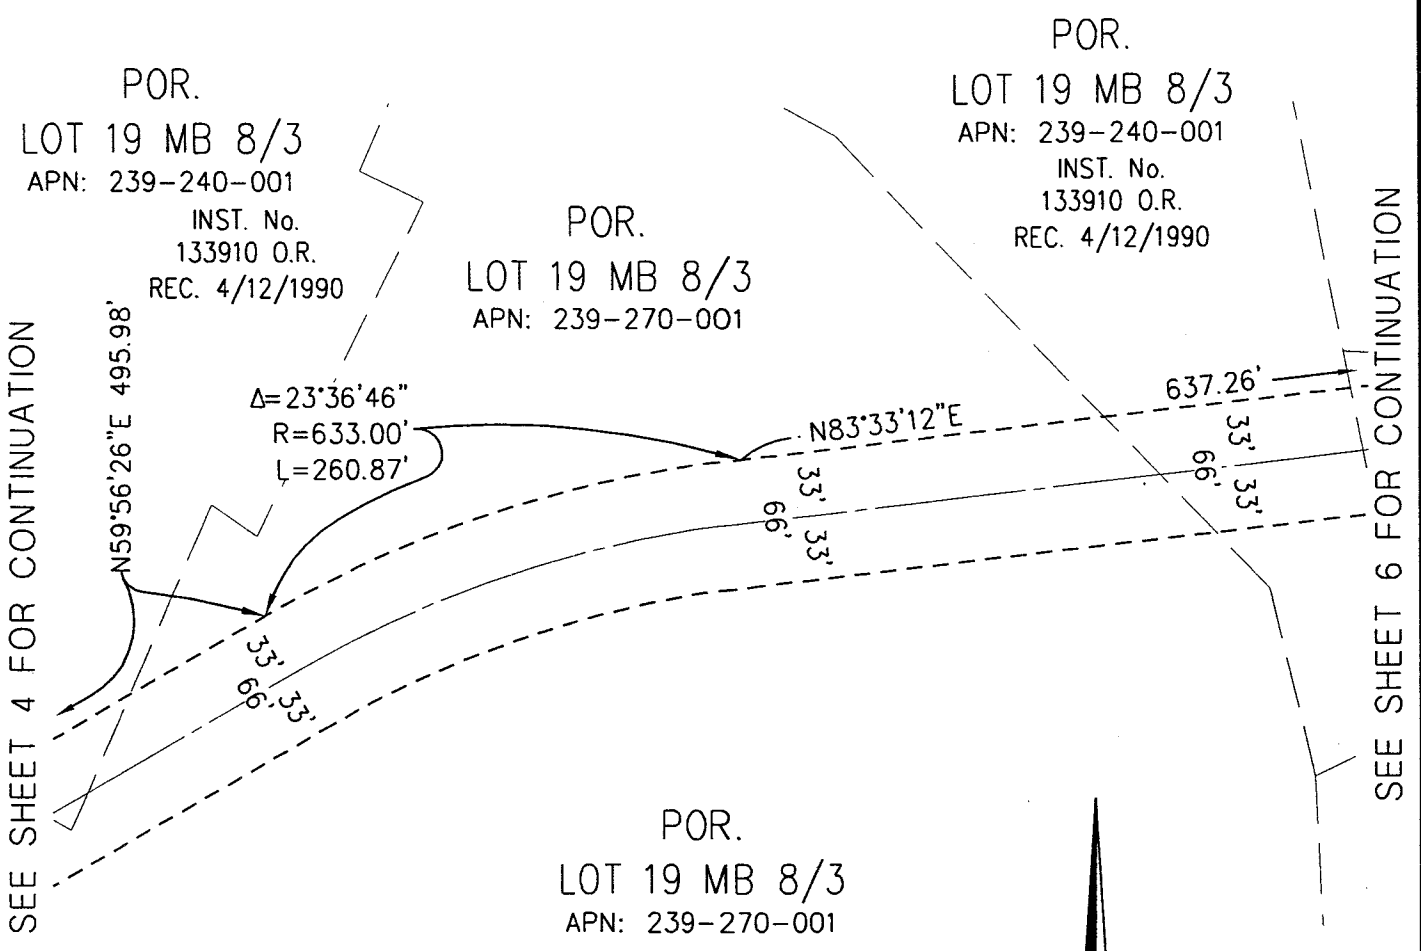 POR.
LOT 19 MB 8/3
APN: 239-240-001
INST. No.
133910 O.R.
REC. 4/12/1990
POR.
LOT 19 MB 8/3
APN: 239-270-001
POR.
LOT 19 MB 8/3
APN: 239-240-001
INST. No.
133910 O.R.
REC. 4/12/1990
SEE SHEET 4 FOR CONTINUATION
N59°56'26"E 495.98'
Δ=23°36'46"
R=633.00'
L=260.87'
N83°33'12"E
637.26'
33'
33'
66'
33'
33'
66'
33'
33'
66'
SEE SHEET 6 FOR CONTINUATION
POR.
LOT 19 MB 8/3
APN: 239-270-001